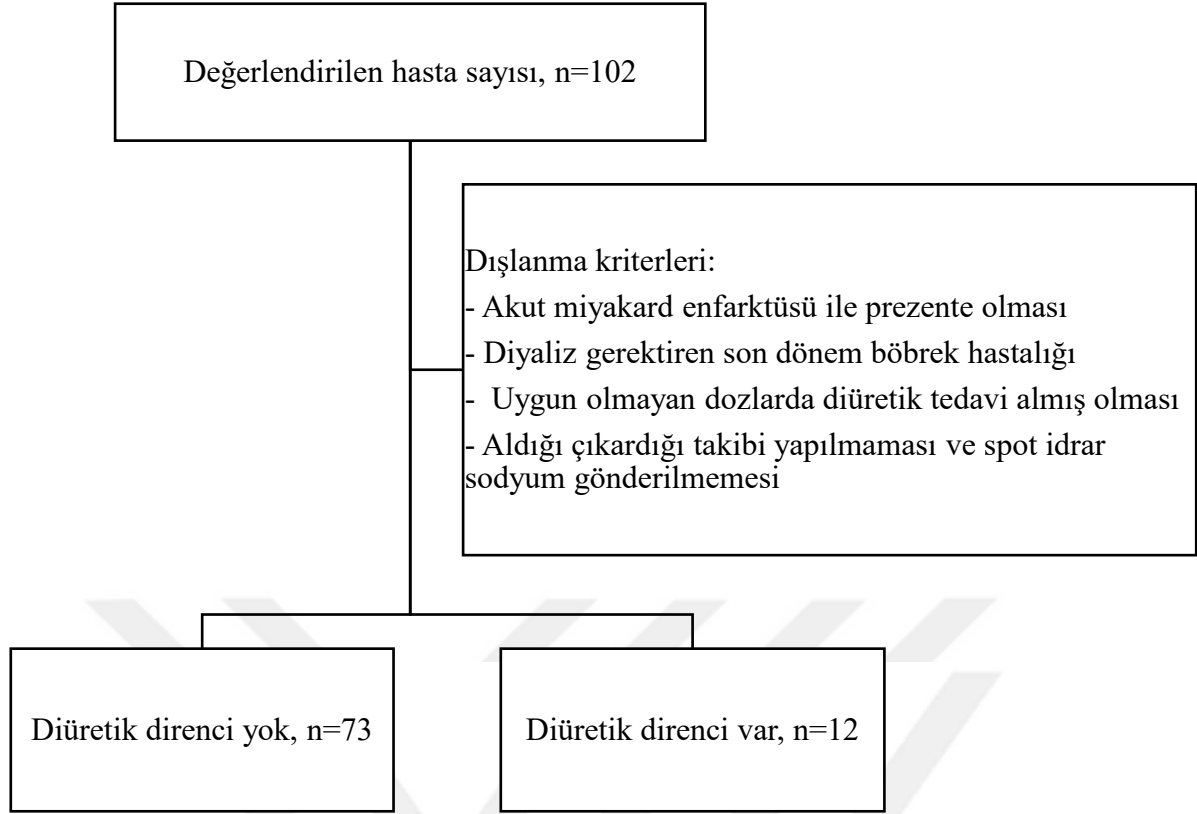 Değerlendirilen hasta sayısı, n=102
Dışlanma kriterleri:
- Akut miyakard enfarktüsü ile prezente olması
- Diyaliz gerektiren son dönem böbrek hastalığı
- Uygun olmayan dozlarda diüretik tedavi almış olması
- Aldığı çıkardığı takibi yapılmaması ve spot idrar
sodyum gönderilmemesi
Diüretik direnci yok, n=73
Diüretik direnci var, n=12